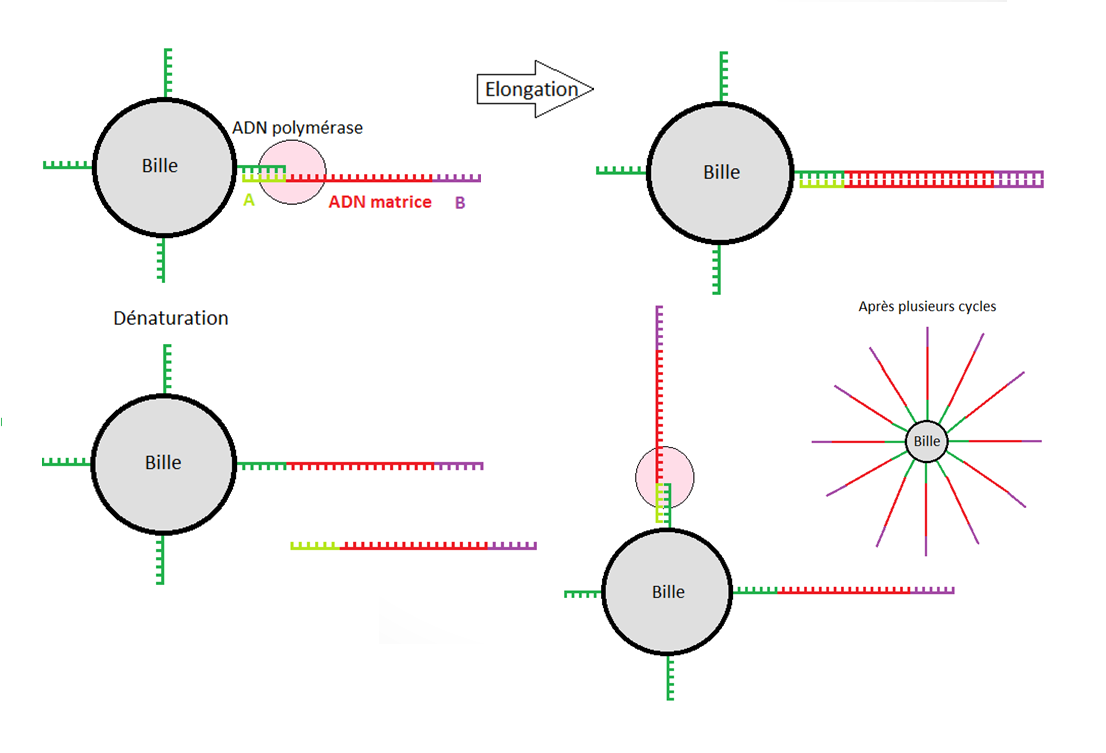 Elongation
ADN polymérase
Bille
Bille
A
ADN matrice
B
Dénaturation
Après plusieurs cycles
Bille
Bille
Bille